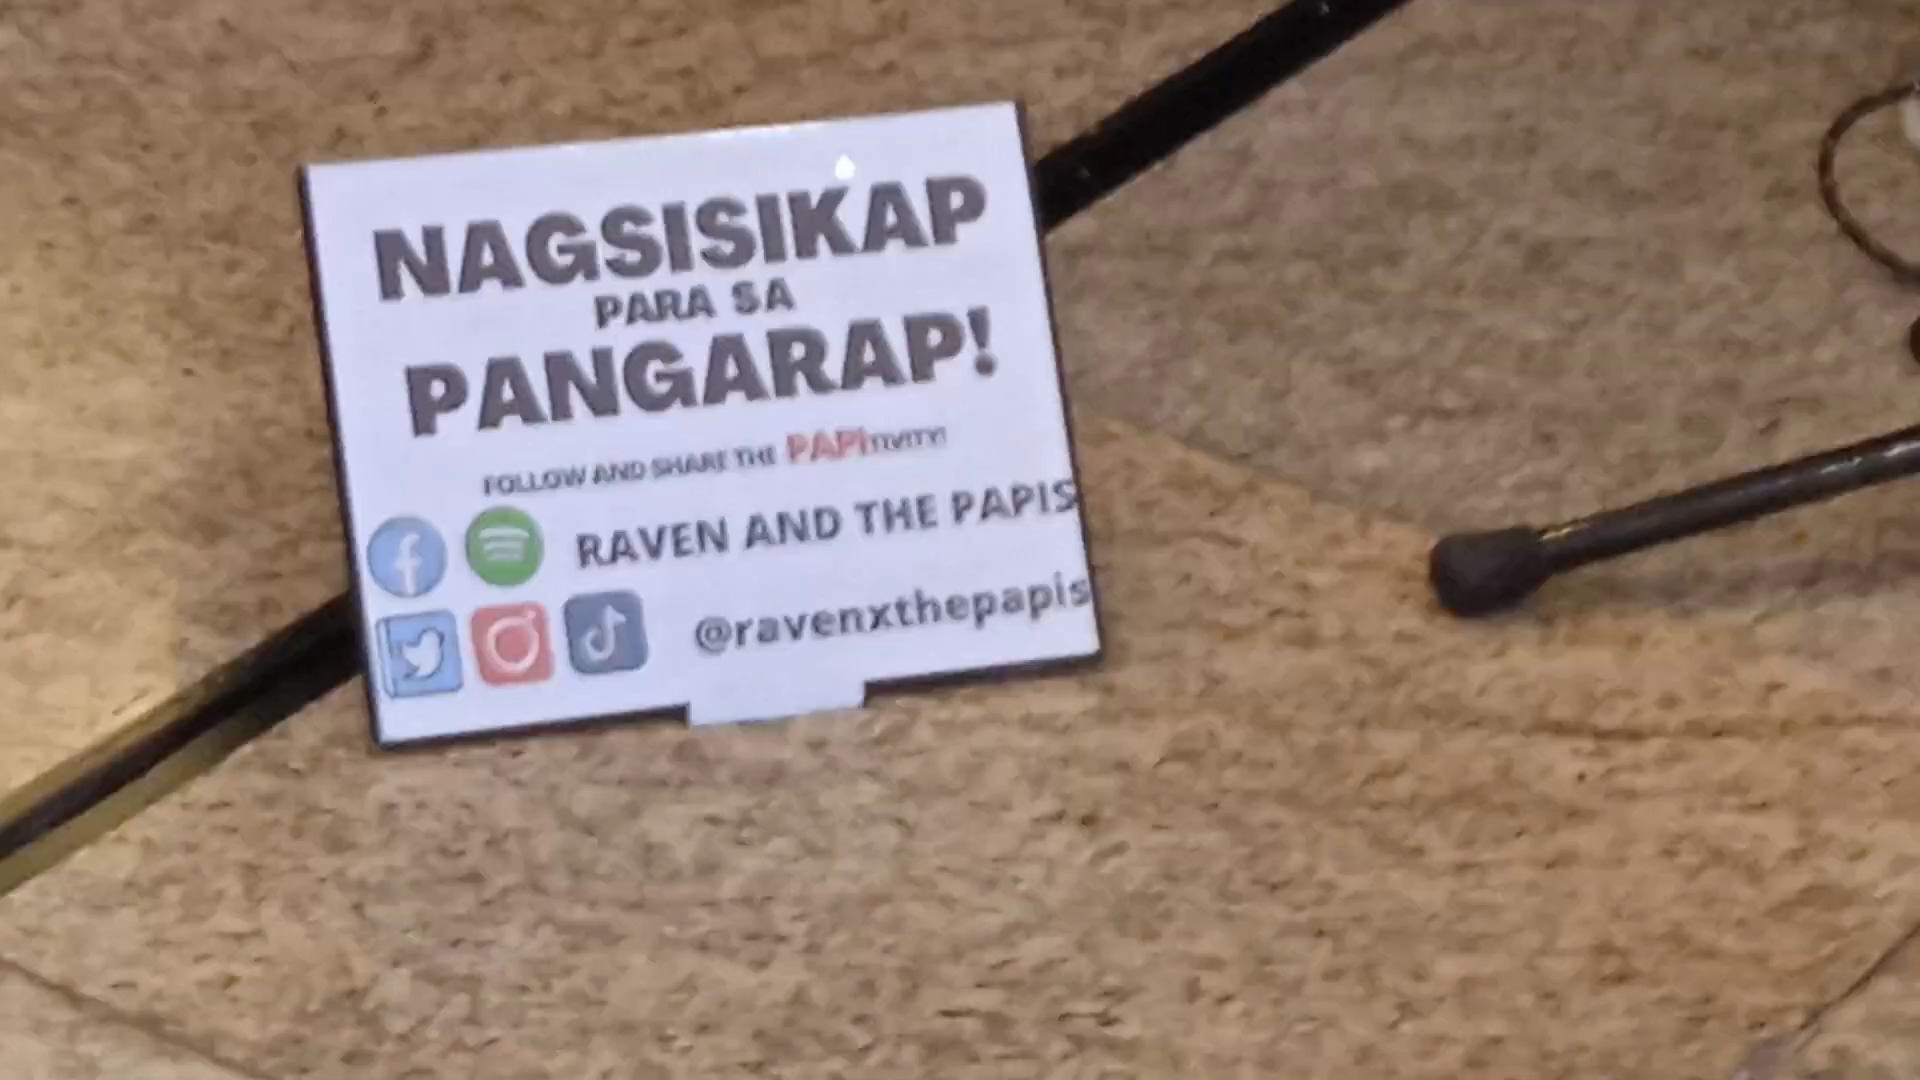 NAGSISIKAP
PARA SA
PANGARAP!
FOLLOW AND SHARE THE PAPITIVITY!
RAVEN AND THE PAPIS
@ravenxthepapis